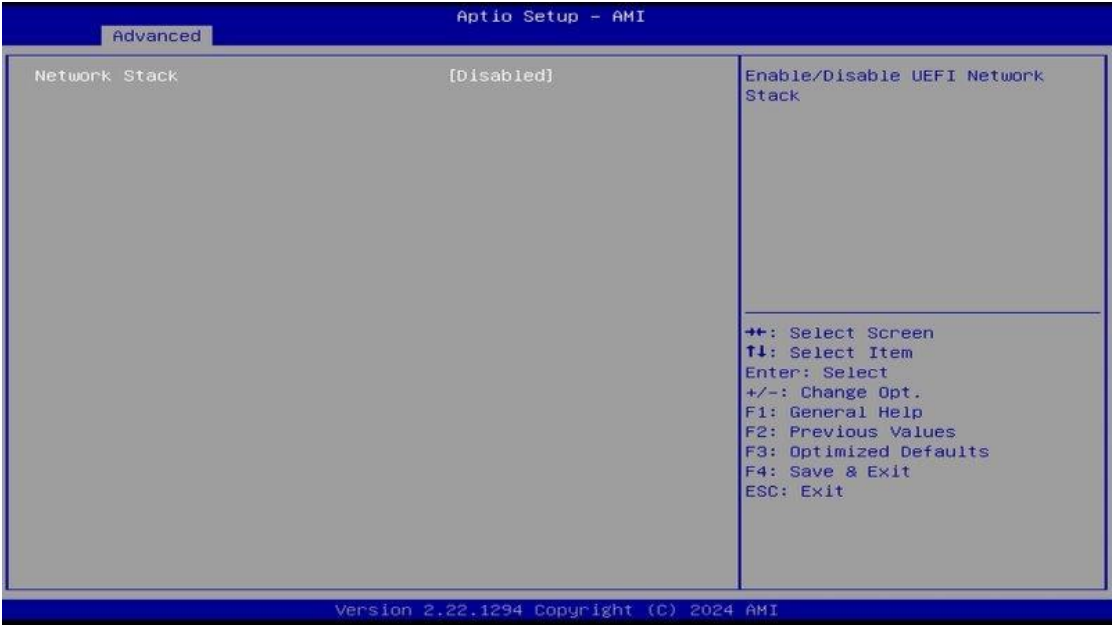 Aptio Setup - AMI
Advanced
Network Stack [Disabled]
Enable/Disable UEFI Network
Stack
→←: Select Screen
↑↓: Select Item
Enter: Select
+/-: Change Opt.
F1: General Help
F2: Previous Values
F3: Optimized Defaults
F4: Save & Exit
ESC: Exit
Version 2.22.1294 Copyright (C) 2024 AMI